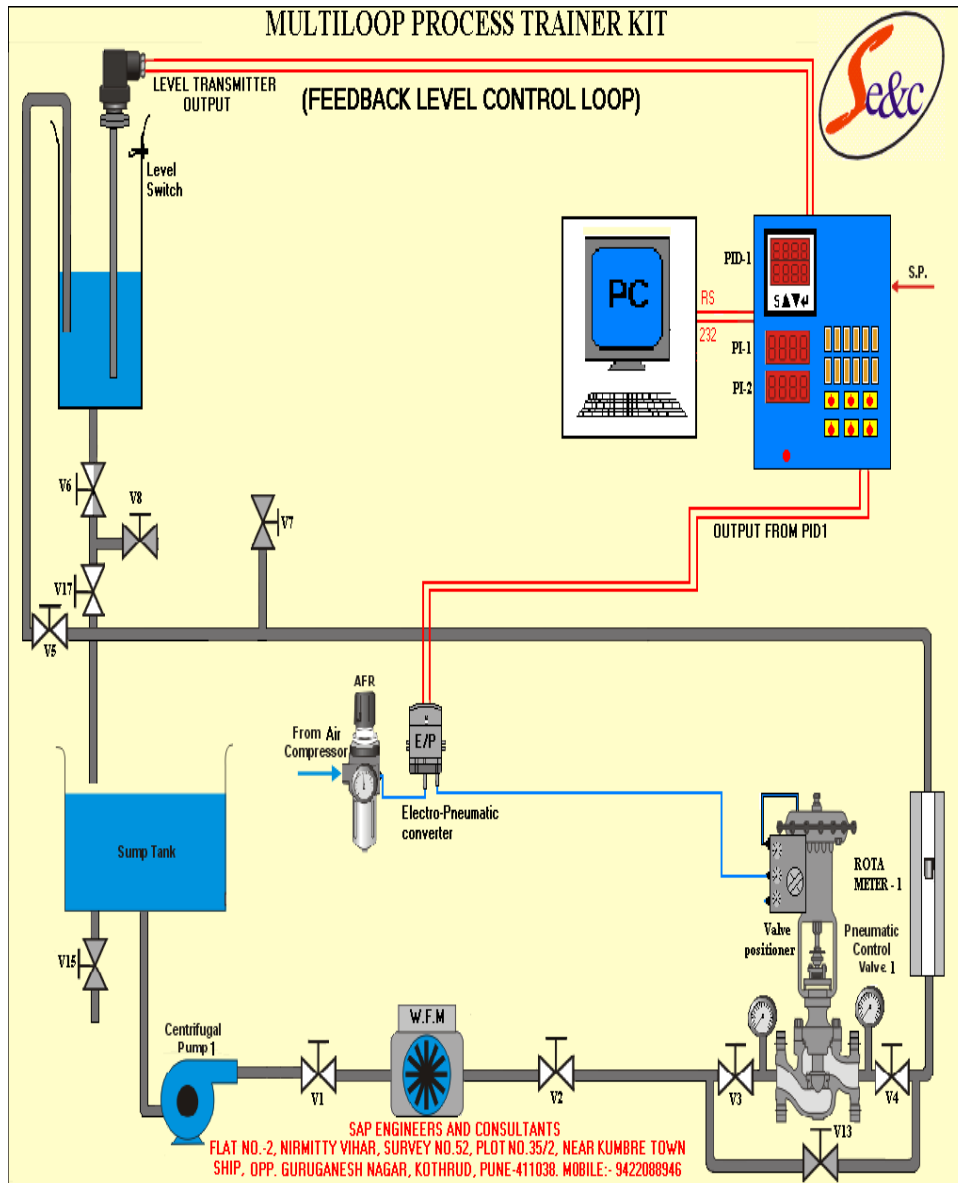 MULTILOOP PROCESS TRAINER KIT
Se&c
LEVEL TRANSMITTER
OUTPUT
(FEEDBACK LEVEL CONTROL LOOP)
Level
Switch
PID-1
S▲▼↵
S.P.
PC
RS
232
PI-1
PI-2
V6
V8
V7
OUTPUT FROM PID1
V17
V5
AFR
From Air
Compressor
E/P
Electro-Pneumatic
converter
Sump Tank
ROTA
METER - 1
Valve
positioner
Pneumatic
Control
Valve 1
V15
Centrifugal
Pump 1
W.F.M
V1
V2
V3
V4
V13
SAP ENGINEERS AND CONSULTANTS
FLAT NO.-2, NIRMITTY VIHAR, SURVEY NO.52, PLOT NO.35/2, NEAR KUMBRE TOWN
SHIP, OPP. GURUGANESH NAGAR, KOTHRUD, PUNE-411038. MOBILE:- 9422088946